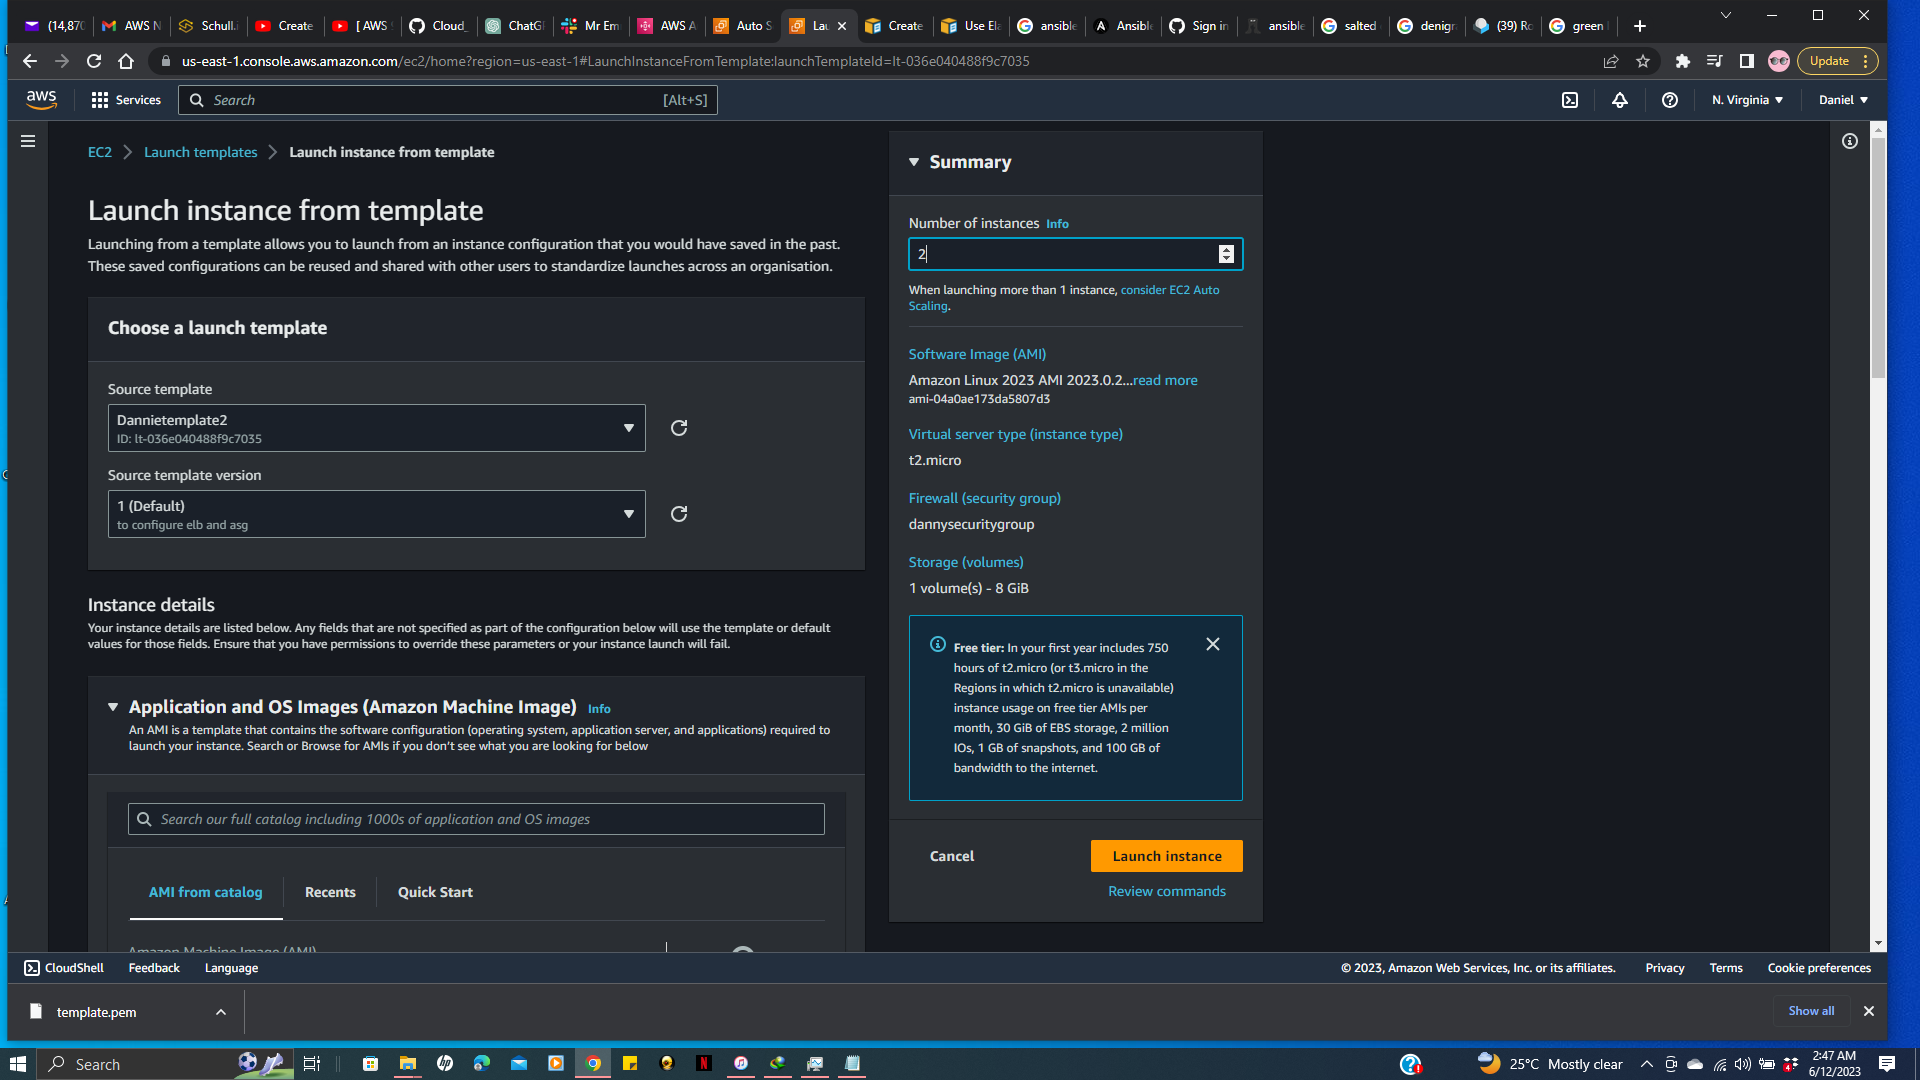 (14,870
AWS N
Schull.
Create
[ AWS
Cloud_
ChatG
Mr Em
AWS A
Auto S
Lau
Create
Use Ela
ansible
Ansible
Sign in
ansible
salted
denigr
(39) Ro
green
us-east-1.console.aws.amazon.com/ec2/home?region=us-east-1#LaunchInstanceFromTemplate:launchTemplateId=lt-036e040488f9c7035
Update
aws
Services
Search
[Alt+S]
N. Virginia
Daniel
EC2
Launch templates
Launch instance from template
Launch instance from template
Launching from a template allows you to launch from an instance configuration that you would have saved in the past.
These saved configurations can be reused and shared with other users to standardize launches across an organisation.
Choose a launch template
Source template
Dannietemplate2
ID: lt-036e040488f9c7035
Source template version
1 (Default)
to configure elb and asg
Instance details
Your instance details are listed below. Any fields that are not specified as part of the configuration below will use the template or default
values for those fields. Ensure that you have permissions to override these parameters or your instance launch will fail.
Application and OS Images (Amazon Machine Image) Info
An AMI is a template that contains the software configuration (operating system, application server, and applications) required to
launch your instance. Search or Browse for AMIs if you don't see what you are looking for below
Search our full catalog including 1000s of application and OS images
AMI from catalog
Recents
Quick Start
Amazon Machine Image (AMI)
Summary
Number of instances Info
2
When launching more than 1 instance, consider EC2 Auto
Scaling.
Software Image (AMI)
Amazon Linux 2023 AMI 2023.0.2...read more
ami-04a0ae173da5807d3
Virtual server type (instance type)
t2.micro
Firewall (security group)
dannysecuritygroup
Storage (volumes)
1 volume(s) - 8 GiB
Free tier: In your first year includes 750
hours of t2.micro (or t3.micro in the
Regions in which t2.micro is unavailable)
instance usage on free tier AMIs per
month, 30 GiB of EBS storage, 2 million
IOs, 1 GB of snapshots, and 100 GB of
bandwidth to the internet.
Cancel
Launch instance
Review commands
CloudShell
Feedback
Language
© 2023, Amazon Web Services, Inc. or its affiliates.
Privacy
Terms
Cookie preferences
template.pem
Show all
Search
25°C Mostly clear
2:47 AM
6/12/2023